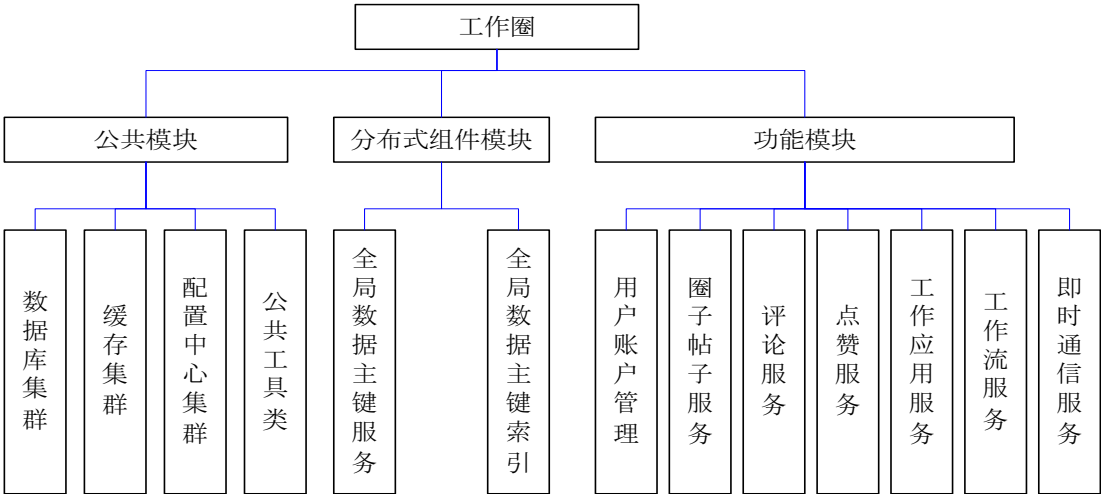 工作圈
公共模块
分布式组件模块
功能模块
数据库集群
缓存集群
配置中心集群
公共工具类
全局数据主键服务
全局数据主键索引
用户账户管理
圈子帖子服务
评论服务
点赞服务
工作应用服务
工作流服务
即时通信服务